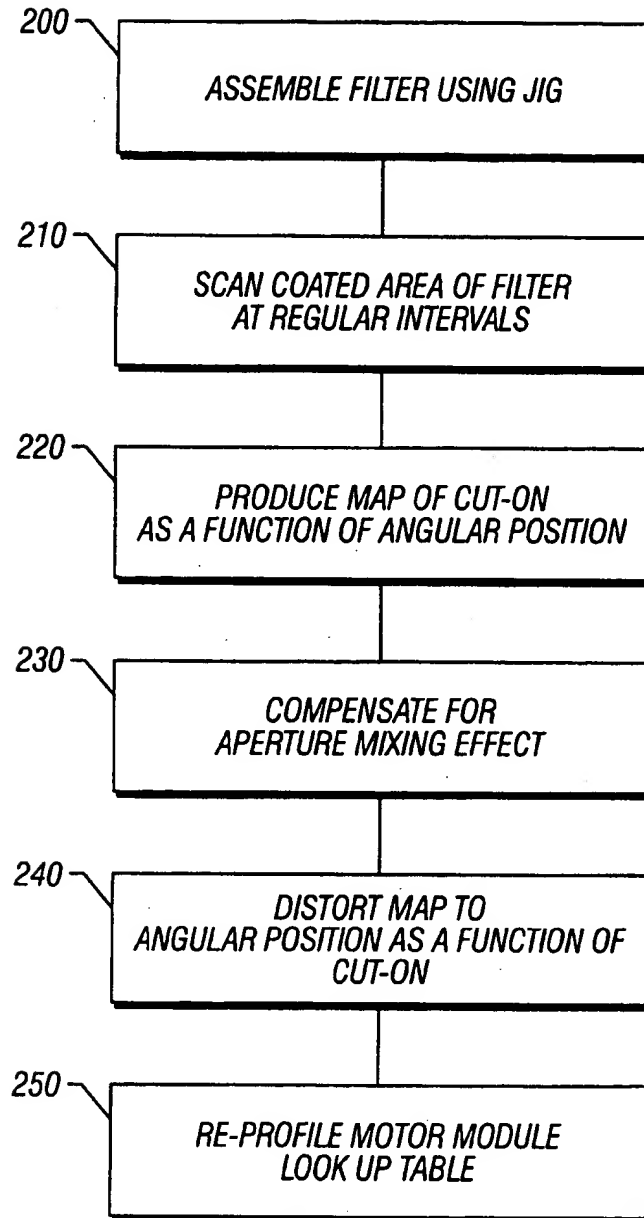 200
ASSEMBLE FILTER USING JIG
210
SCAN COATED AREA OF FILTER
AT REGULAR INTERVALS
220
PRODUCE MAP OF CUT-ON
AS A FUNCTION OF ANGULAR POSITION
230
COMPENSATE FOR
APERTURE MIXING EFFECT
240
DISTORT MAP TO
ANGULAR POSITION AS A FUNCTION OF
CUT-ON
250
RE-PROFILE MOTOR MODULE
LOOK UP TABLE